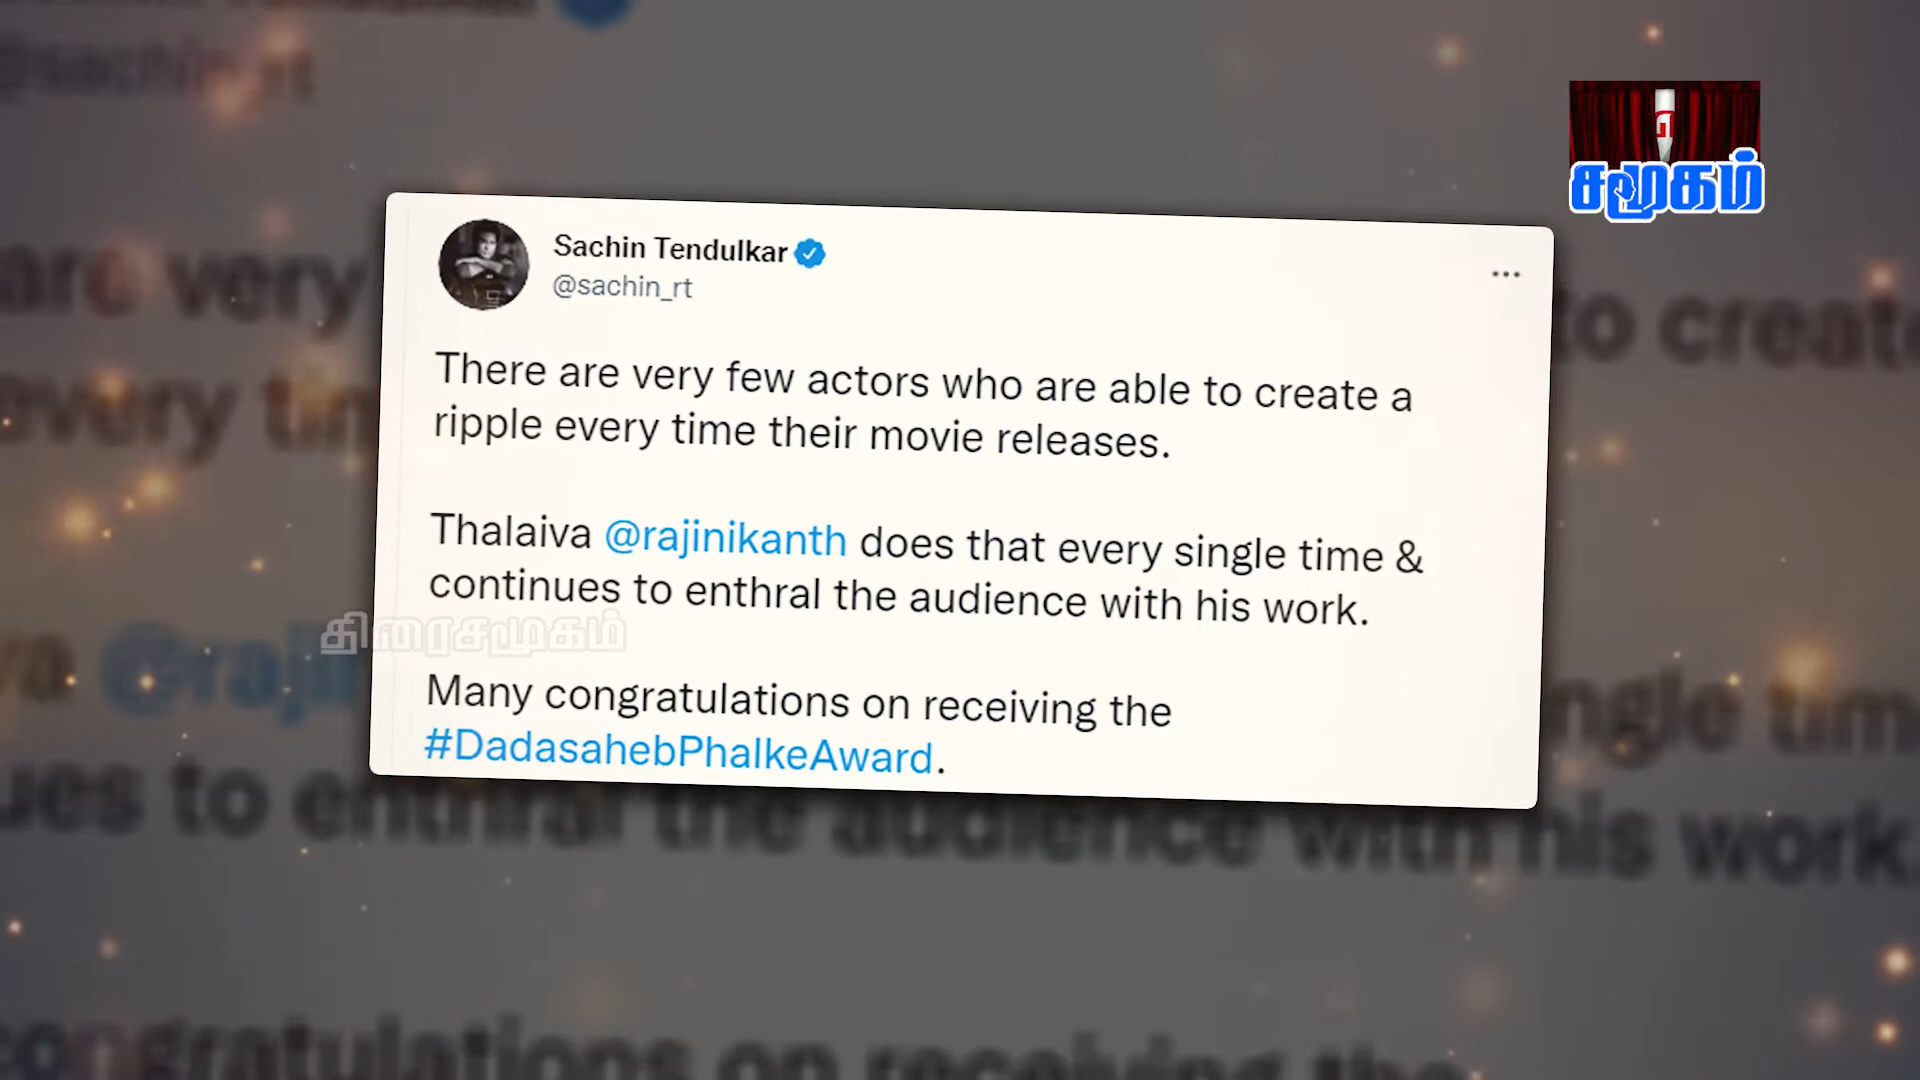 சமூகம்
Sachin Tendulkar
@sachin_rt
There are very few actors who are able to create a
ripple every time their movie releases.
Thalaiva @rajinikanth does that every single time &
continues to enthral the audience with his work.
திரைசமூகம்
Many congratulations on receiving the
#DadasahebPhalkeAward.